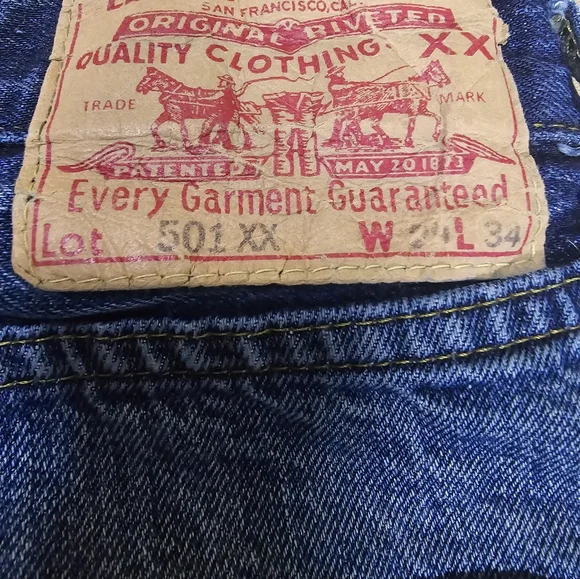 SAN FRANCISCO, CAL.
ORIGINAL RIVETED
QUALITY CLOTHING XX
TRADE MARK
PATENTED MAY 20 1873
Every Garment Guaranteed
Lot 501 XX W L 34